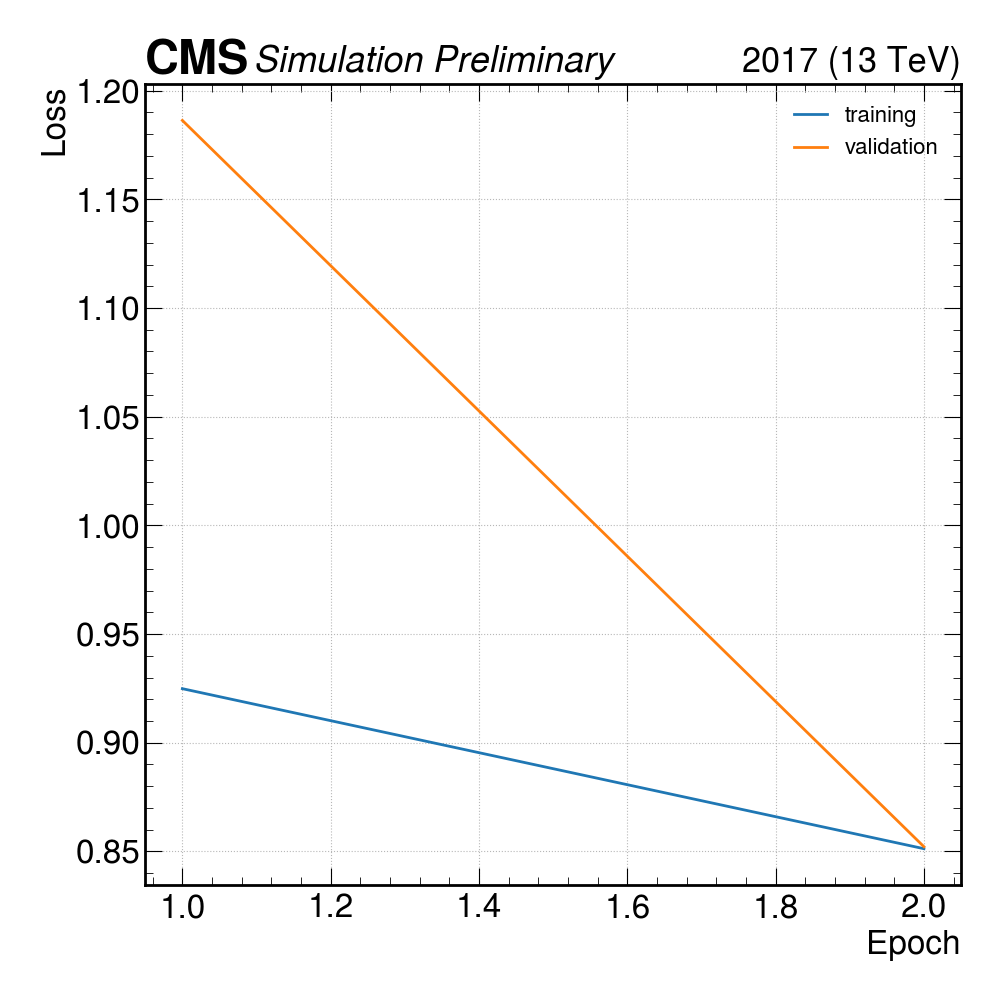 CMS Simulation Preliminary 2017 (13 TeV)
Loss
training
validation
1.20
1.15
1.10
1.05
1.00
0.95
0.90
0.85
1.0 1.2 1.4 1.6 1.8 2.0
Epoch